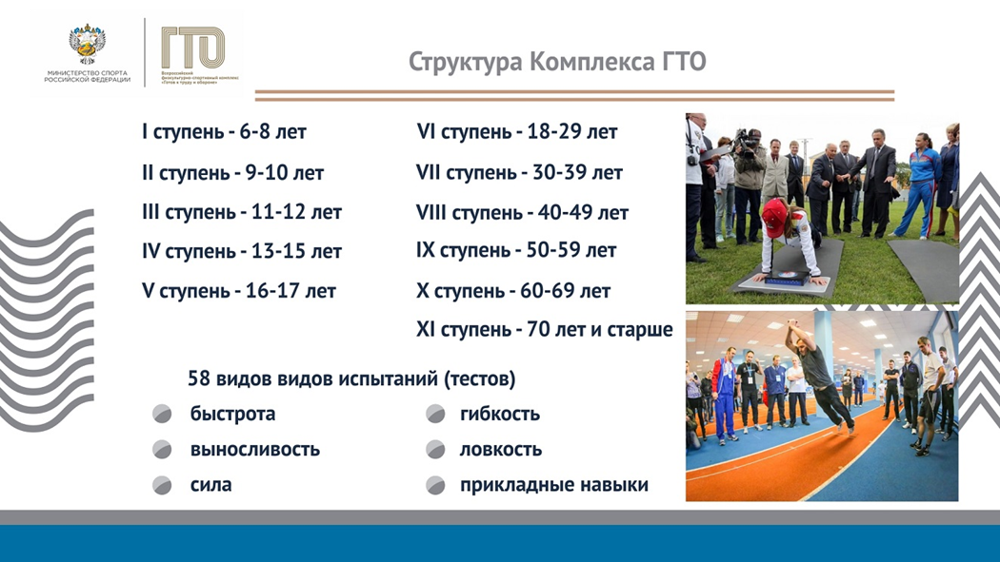 МИНИСТЕРСТВО СПОРТА
РОССИЙСКОЙ ФЕДЕРАЦИИ
ГТО
Всероссийский
физкультурно-спортивный комплекс
«Готов к труду и обороне»
Структура Комплекса ГТО
I ступень - 6-8 лет
II ступень - 9-10 лет
III ступень - 11-12 лет
IV ступень - 13-15 лет
V ступень - 16-17 лет
VI ступень - 18-29 лет
VII ступень - 30-39 лет
VIII ступень - 40-49 лет
IX ступень - 50-59 лет
X ступень - 60-69 лет
XI ступень - 70 лет и старше
58 видов видов испытаний (тестов)
быстрота
выносливость
сила
гибкость
ловкость
прикладные навыки